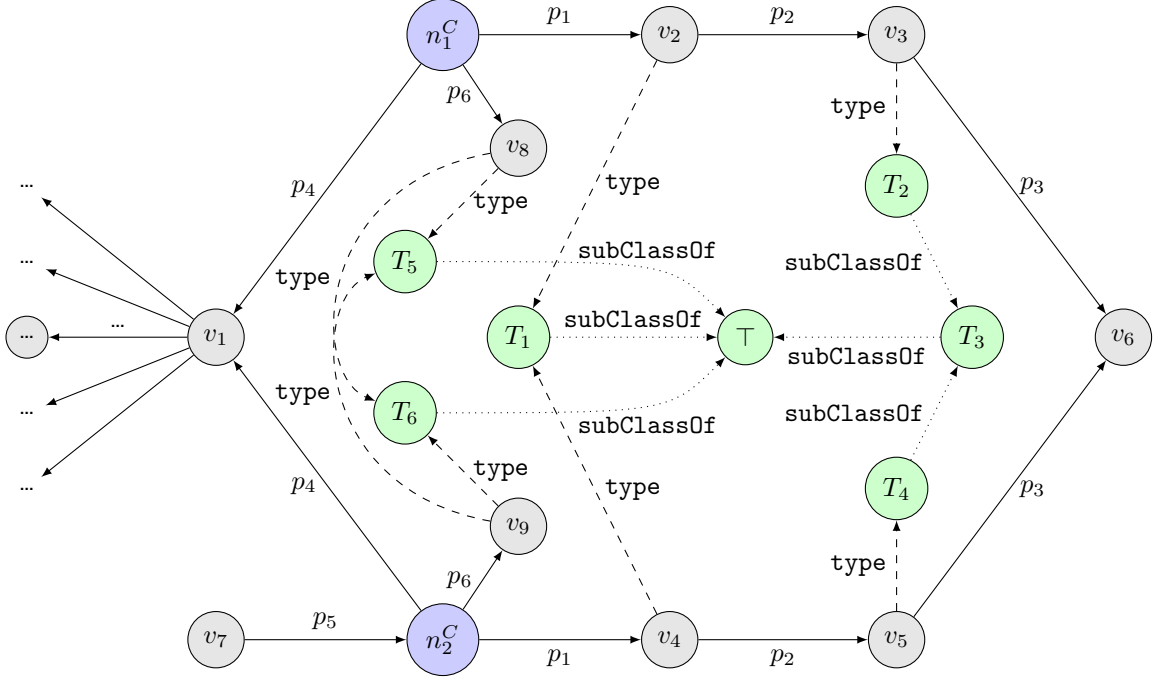 n₁ᶜ p₁ v₂ p₂ v₃
p₆
type
v₈
... p₄ type T₂ p₃
type
... T₅ subClassOf subClassOf
type
... ... v₁ T₁ subClassOf ⊤ subClassOf T₃ v₆
type
... T₆ subClassOf subClassOf
type
... p₄ type T₄ p₃
v₉
type
p₆
v₇ p₅ n₂ᶜ p₁ v₄ p₂ v₅